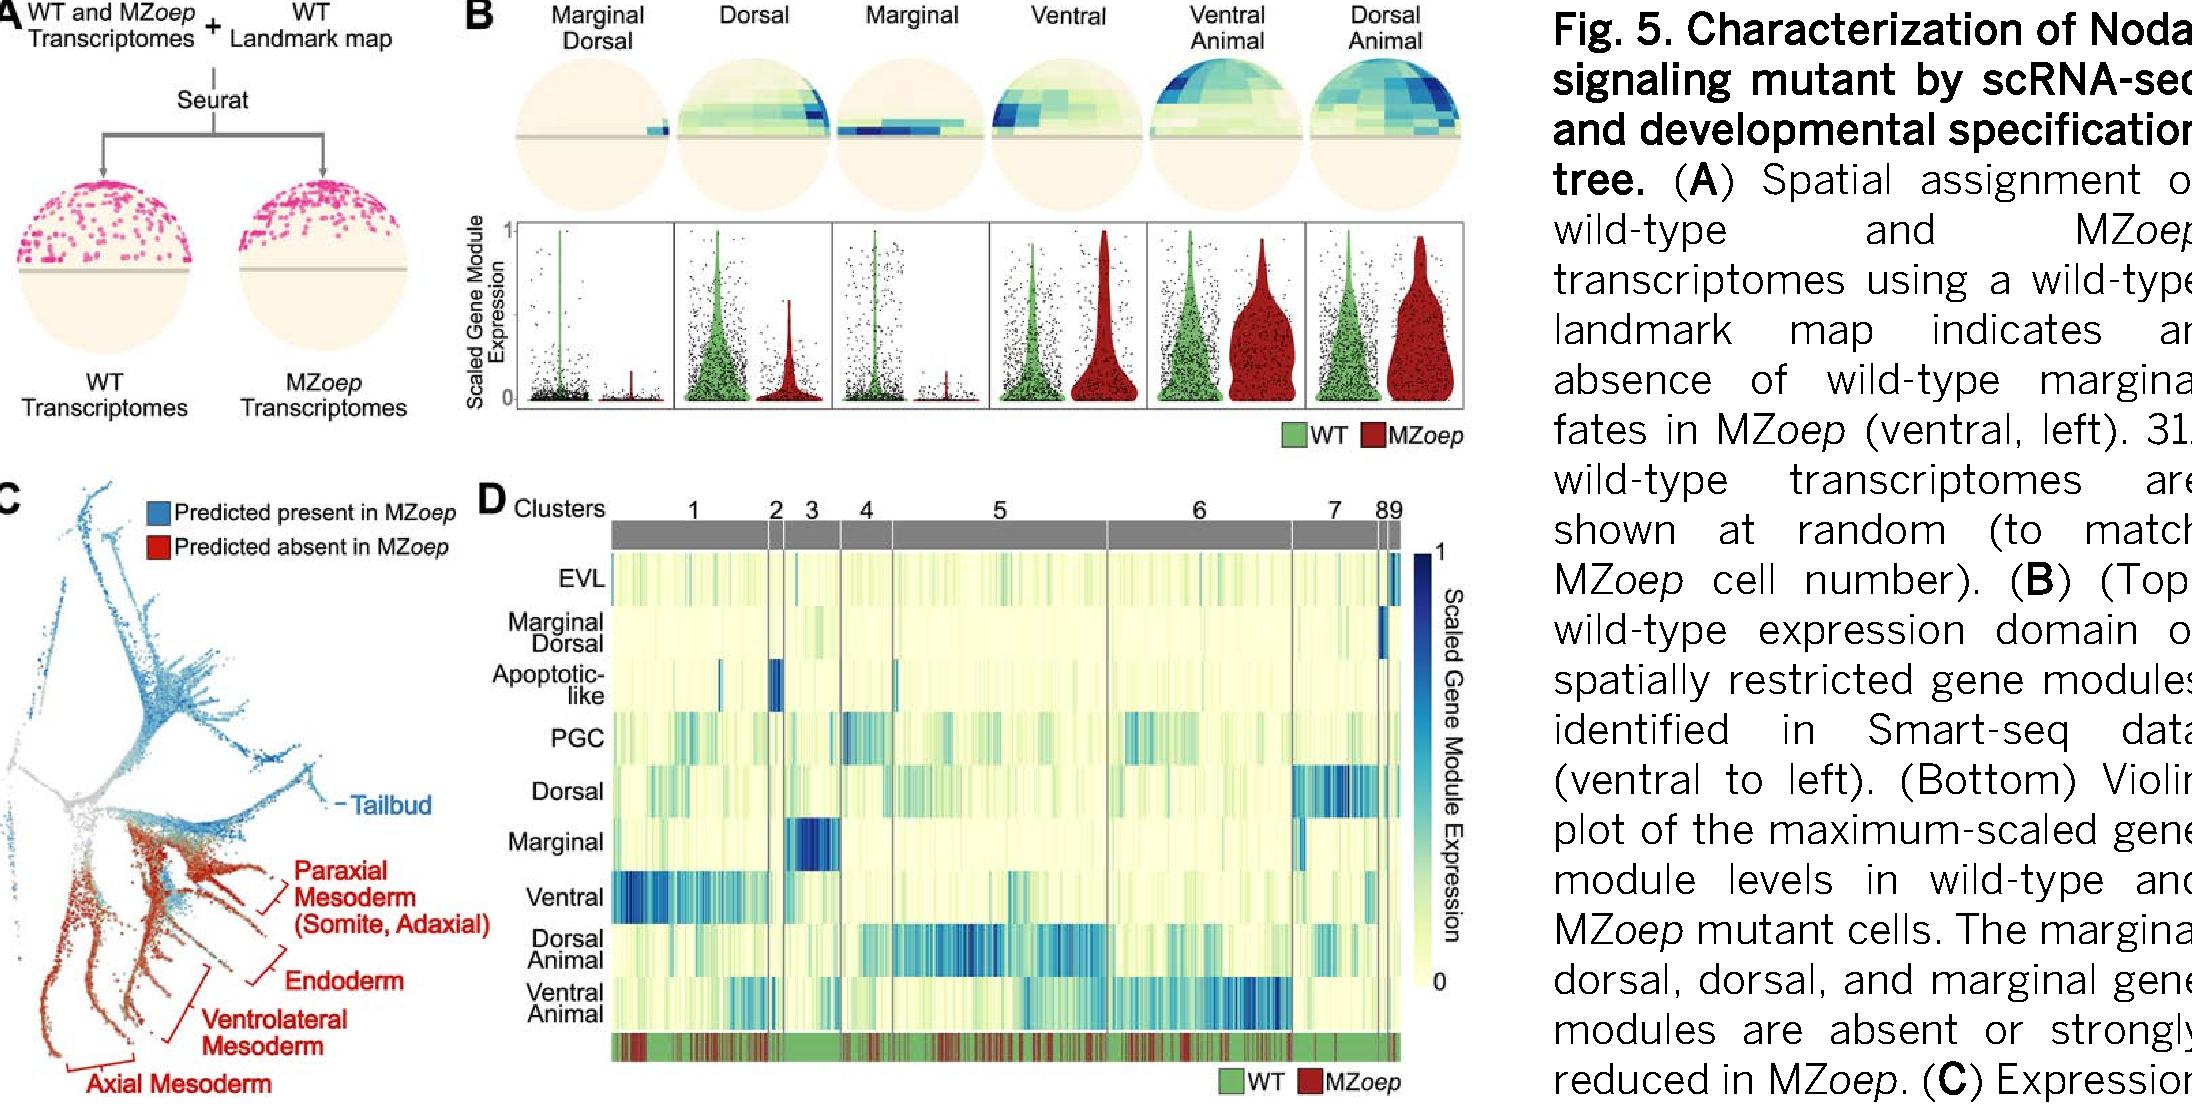 A
WT and MZoep
Transcriptomes
+
WT
Landmark map
Seurat
WT
Transcriptomes
MZoep
Transcriptomes
B
Marginal
Dorsal
Dorsal
Marginal
Ventral
Ventral
Animal
Dorsal
Animal
Scaled Gene Module
Expression
1
0
WT
MZoep
C
Predicted present in MZoep
Predicted absent in MZoep
Tailbud
Paraxial
Mesoderm
(Somite, Adaxial)
Endoderm
Ventrolateral
Mesoderm
Axial Mesoderm
D
Clusters
1 2 3 4 5 6 7 8 9
EVL
Marginal
Dorsal
Apoptotic-
like
PGC
Dorsal
Marginal
Ventral
Dorsal
Animal
Ventral
Animal
1
Scaled Gene Module Expression
0
WT
MZoep
Fig. 5. Characterization of Noda
signaling mutant by scRNA-sec
and developmental specification
tree. (A) Spatial assignment o
wild-type and MZoep
transcriptomes using a wild-type
landmark map indicates an
absence of wild-type margina
fates in MZoep (ventral, left). 31
wild-type transcriptomes are
shown at random (to match
MZoep cell number). (B) (Top
wild-type expression domain o
spatially restricted gene modules
identified in Smart-seq data
(ventral to left). (Bottom) Violin
plot of the maximum-scaled gene
module levels in wild-type and
MZoep mutant cells. The margina
dorsal, dorsal, and marginal gene
modules are absent or strongly
reduced in MZoep. (C) Expression